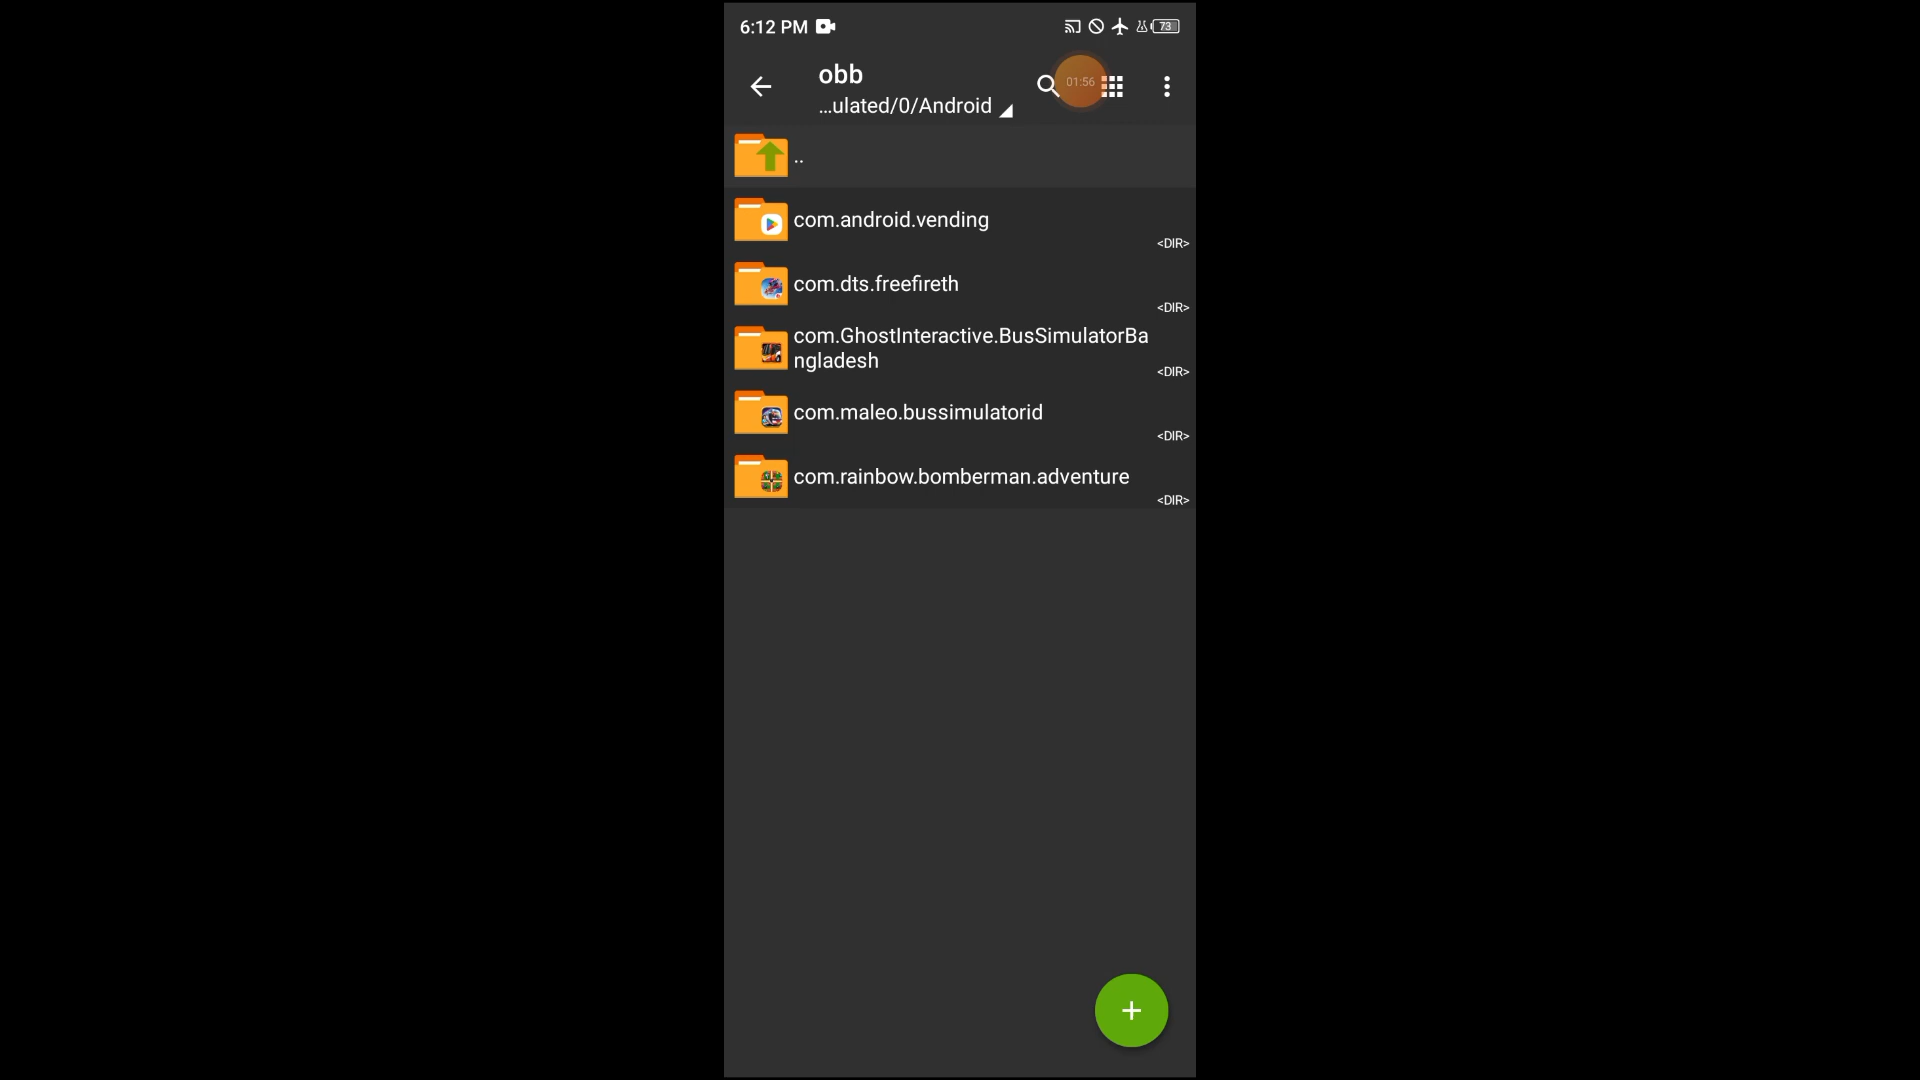 6:12 PM
73
obb
01:56
...ulated/0/Android
..
com.android.vending
<DIR>
com.dts.freefireth
<DIR>
com.GhostInteractive.BusSimulatorBa
ngladesh
<DIR>
com.maleo.bussimulatorid
<DIR>
com.rainbow.bomberman.adventure
<DIR>